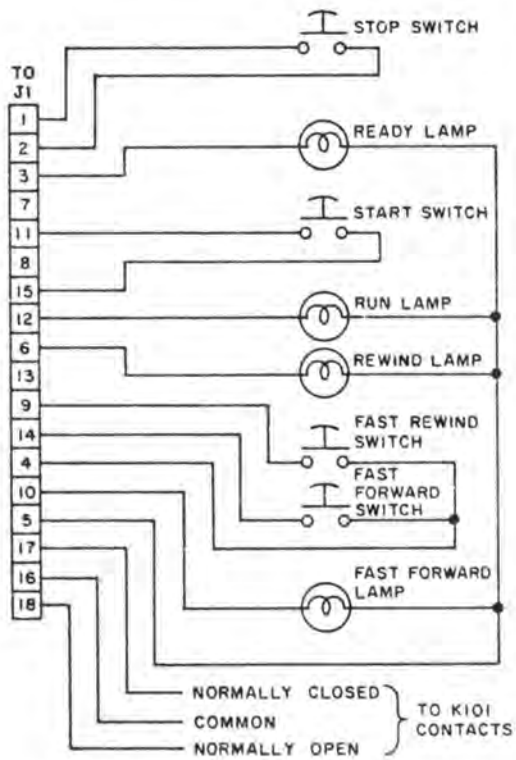 STOP SWITCH
TO
J1
1
2
READY LAMP
3
7
START SWITCH
11
8
15
RUN LAMP
12
6
REWIND LAMP
13
9
FAST REWIND
SWITCH
14
4
FAST
FORWARD
SWITCH
10
5
17
FAST FORWARD
LAMP
16
18
NORMALLY CLOSED
COMMON
NORMALLY OPEN
TO K101
CONTACTS